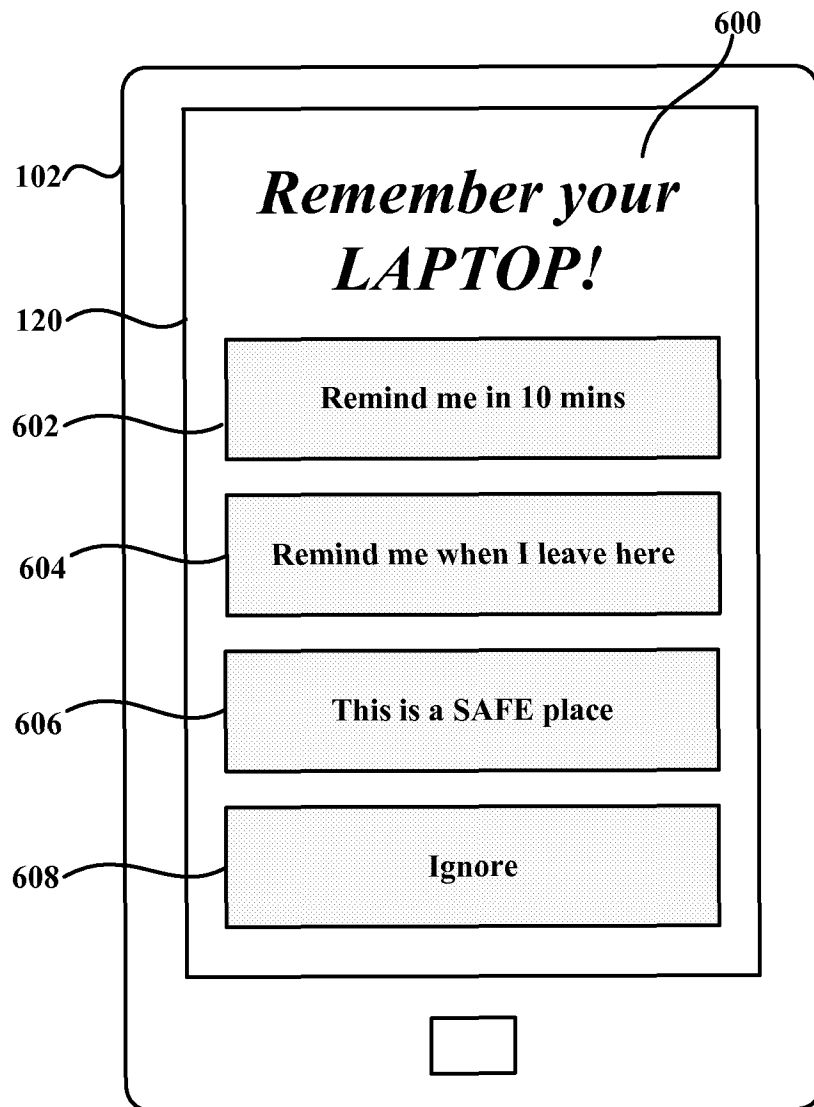 600
102
Remember your
LAPTOP!
120
Remind me in 10 mins
602
Remind me when I leave here
604
This is a SAFE place
606
Ignore
608